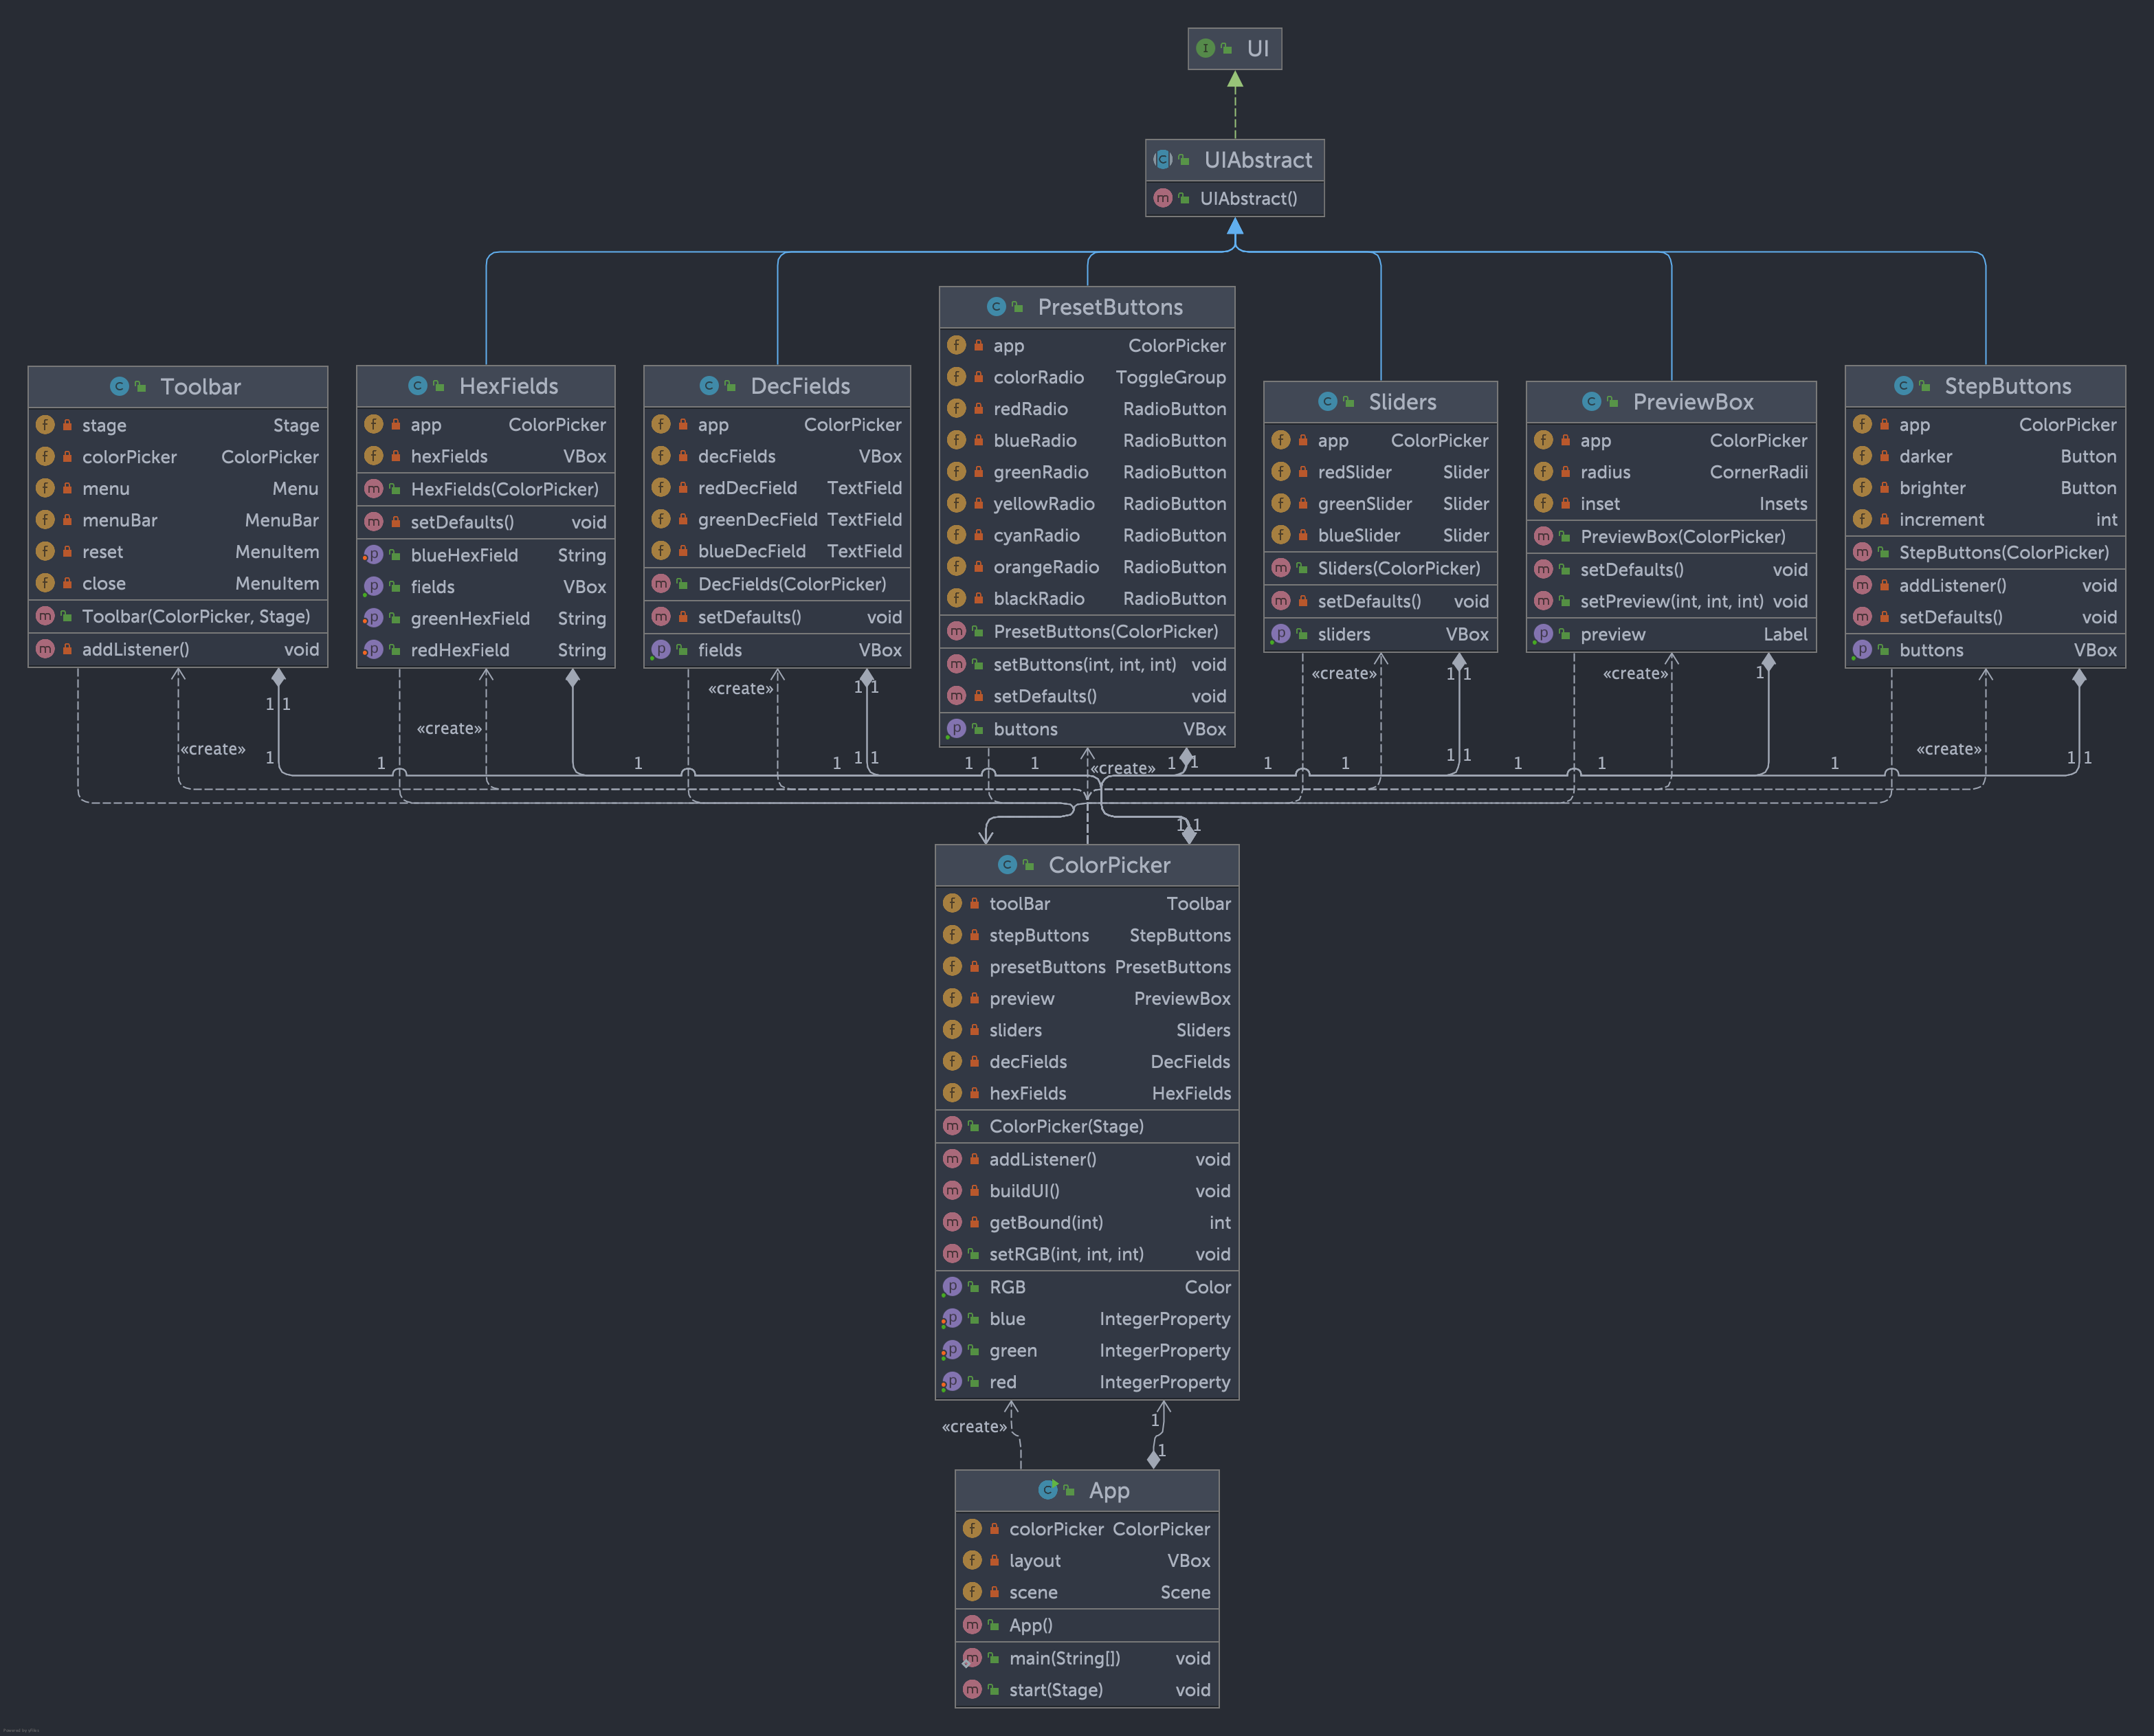 UI
UIAbstract
UIAbstract()
PresetButtons
app ColorPicker
colorRadio ToggleGroup
redRadio RadioButton
blueRadio RadioButton
greenRadio RadioButton
yellowRadio RadioButton
cyanRadio RadioButton
orangeRadio RadioButton
blackRadio RadioButton
PresetButtons(ColorPicker)
setButtons(int, int, int) void
setDefaults() void
buttons VBox
Toolbar
stage Stage
colorPicker ColorPicker
menu Menu
menuBar MenuBar
reset MenuItem
close MenuItem
Toolbar(ColorPicker, Stage)
addListener() void
HexFields
app ColorPicker
hexFields VBox
HexFields(ColorPicker)
setDefaults() void
blueHexField String
fields VBox
greenHexField String
redHexField String
DecFields
app ColorPicker
decFields VBox
redDecField TextField
greenDecField TextField
blueDecField TextField
DecFields(ColorPicker)
setDefaults() void
fields VBox
Sliders
app ColorPicker
redSlider Slider
greenSlider Slider
blueSlider Slider
Sliders(ColorPicker)
setDefaults() void
sliders VBox
PreviewBox
app ColorPicker
radius CornerRadii
inset Insets
PreviewBox(ColorPicker)
setDefaults() void
setPreview(int, int, int) void
preview Label
StepButtons
app ColorPicker
darker Button
brighter Button
increment int
StepButtons(ColorPicker)
addListener() void
setDefaults() void
buttons VBox
«create» «create» «create»
1 1 1 1 1 1 1
«create»
«create» «create»
1 1 1 1 1 1 1 1 1 1 1 1 1 1 1 1 1 1 1
«create»
1 1
ColorPicker
toolBar Toolbar
stepButtons StepButtons
presetButtons PresetButtons
preview PreviewBox
sliders Sliders
decFields DecFields
hexFields HexFields
ColorPicker(Stage)
addListener() void
buildUI() void
getBound(int) int
setRGB(int, int, int) void
RGB Color
blue IntegerProperty
green IntegerProperty
red IntegerProperty
«create» 1
1
App
colorPicker ColorPicker
layout VBox
scene Scene
App()
main(String[]) void
start(Stage) void
Powered by yFiles